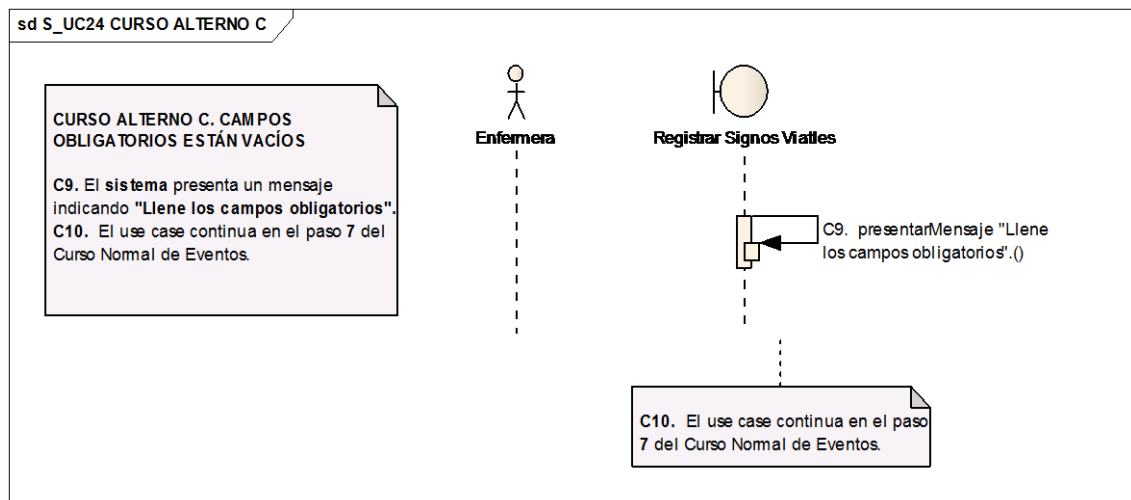 sd S_UC24 CURSO ALTERNO C
CURSO ALTERNO C. CAMPOS
OBLIGATORIOS ESTÁN VACÍOS
C9. El sistema presenta un mensaje
indicando "Llene los campos obligatorios".
C10. El use case continua en el paso 7 del
Curso Normal de Eventos.
Enfermera
Registrar Signos Viatles
C9. presentarMensaje "Llene
los campos obligatorios".()
C10. El use case continua en el paso
7 del Curso Normal de Eventos.